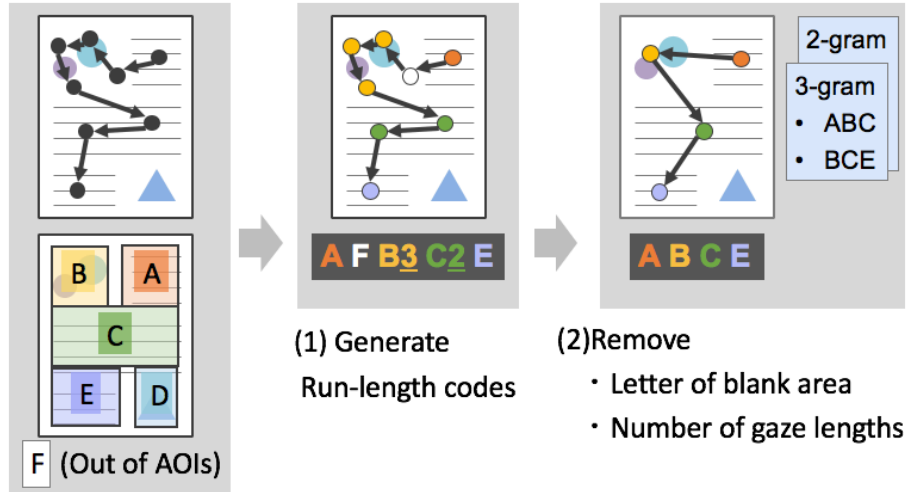 B A
C
E D
F (Out of AOIs)
A F B3 C2 E
(1) Generate
Run-length codes
A B C E
(2)Remove
・Letter of blank area
・Number of gaze lengths
2-gram
3-gram
• ABC
• BCE